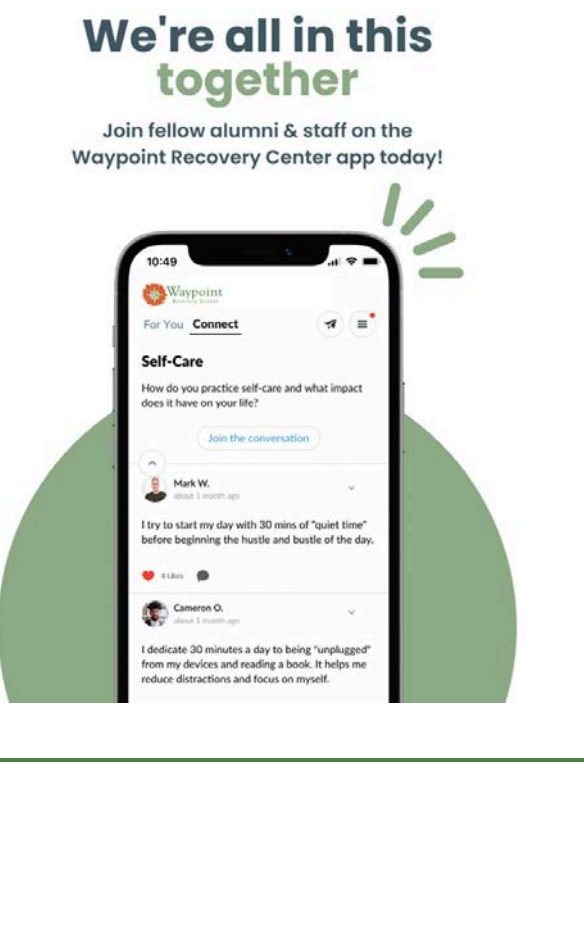 We're all in this
together
Join fellow alumni & staff on the
Waypoint Recovery Center app today!
10:49
Waypoint
Recovery Center
For You Connect
Self-Care
How do you practice self-care and what impact
does it have on your life?
Join the conversation
Mark W.
about 1 month ago
I try to start my day with 30 mins of "quiet time"
before beginning the hustle and bustle of the day.
4 Likes
Cameron O.
about 1 month ago
I dedicate 30 minutes a day to being "unplugged"
from my devices and reading a book. It helps me
reduce distractions and focus on myself.